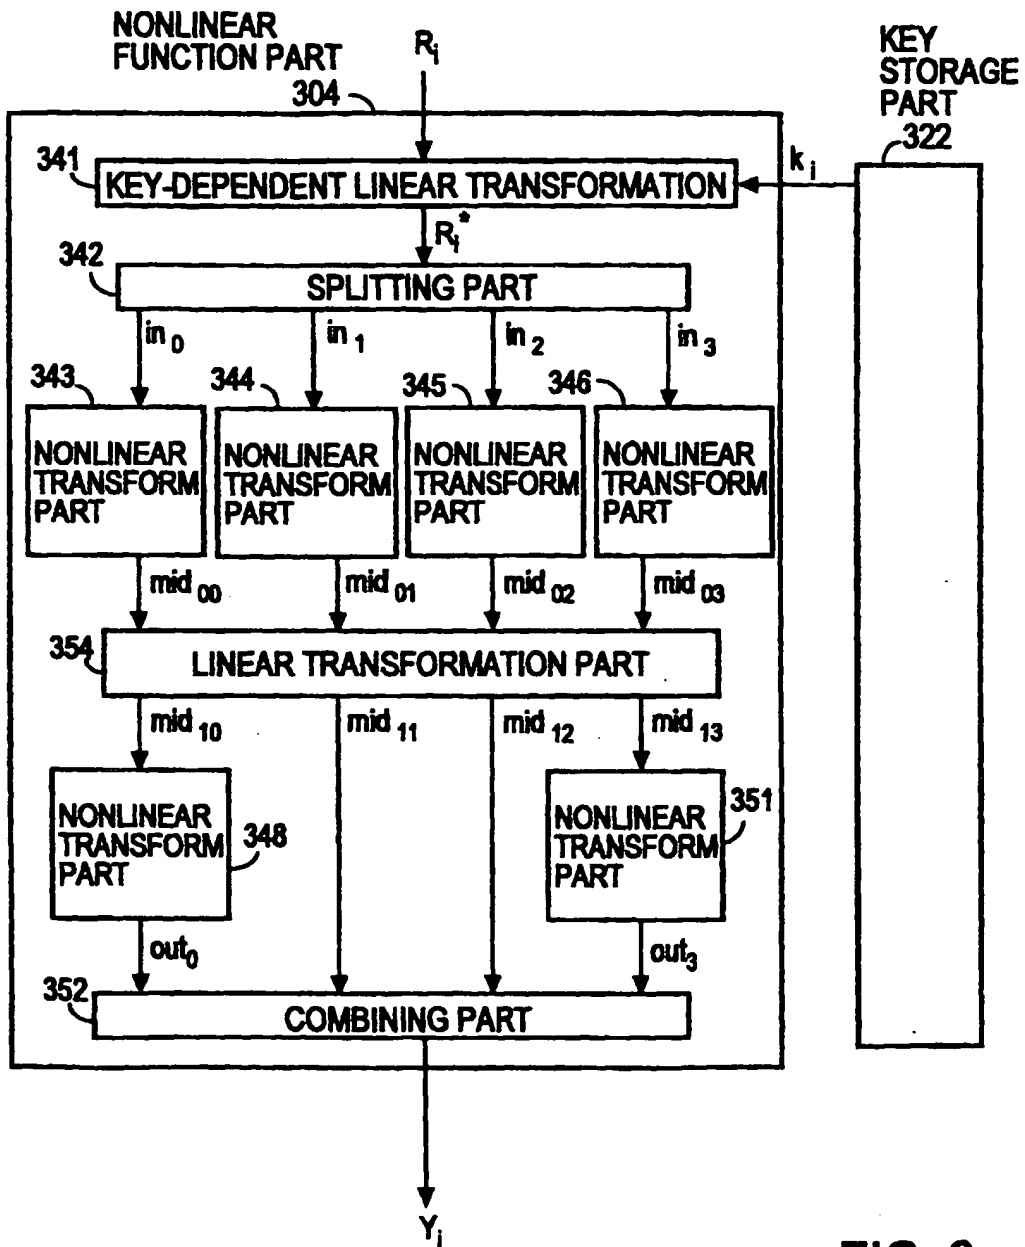 NONLINEAR
FUNCTION PART
304
R_i
KEY
STORAGE
PART
322
341
KEY-DEPENDENT LINEAR TRANSFORMATION
k_i
R_i*
342
SPLITTING PART
in_0
in_1
in_2
in_3
343
344
345
346
NONLINEAR
TRANSFORM
PART
NONLINEAR
TRANSFORM
PART
NONLINEAR
TRANSFORM
PART
NONLINEAR
TRANSFORM
PART
mid_00
mid_01
mid_02
mid_03
354
LINEAR TRANSFORMATION PART
mid_10
mid_11
mid_12
mid_13
NONLINEAR
TRANSFORM
PART
348
NONLINEAR
TRANSFORM
PART
351
out_0
out_3
352
COMBINING PART
Y_i